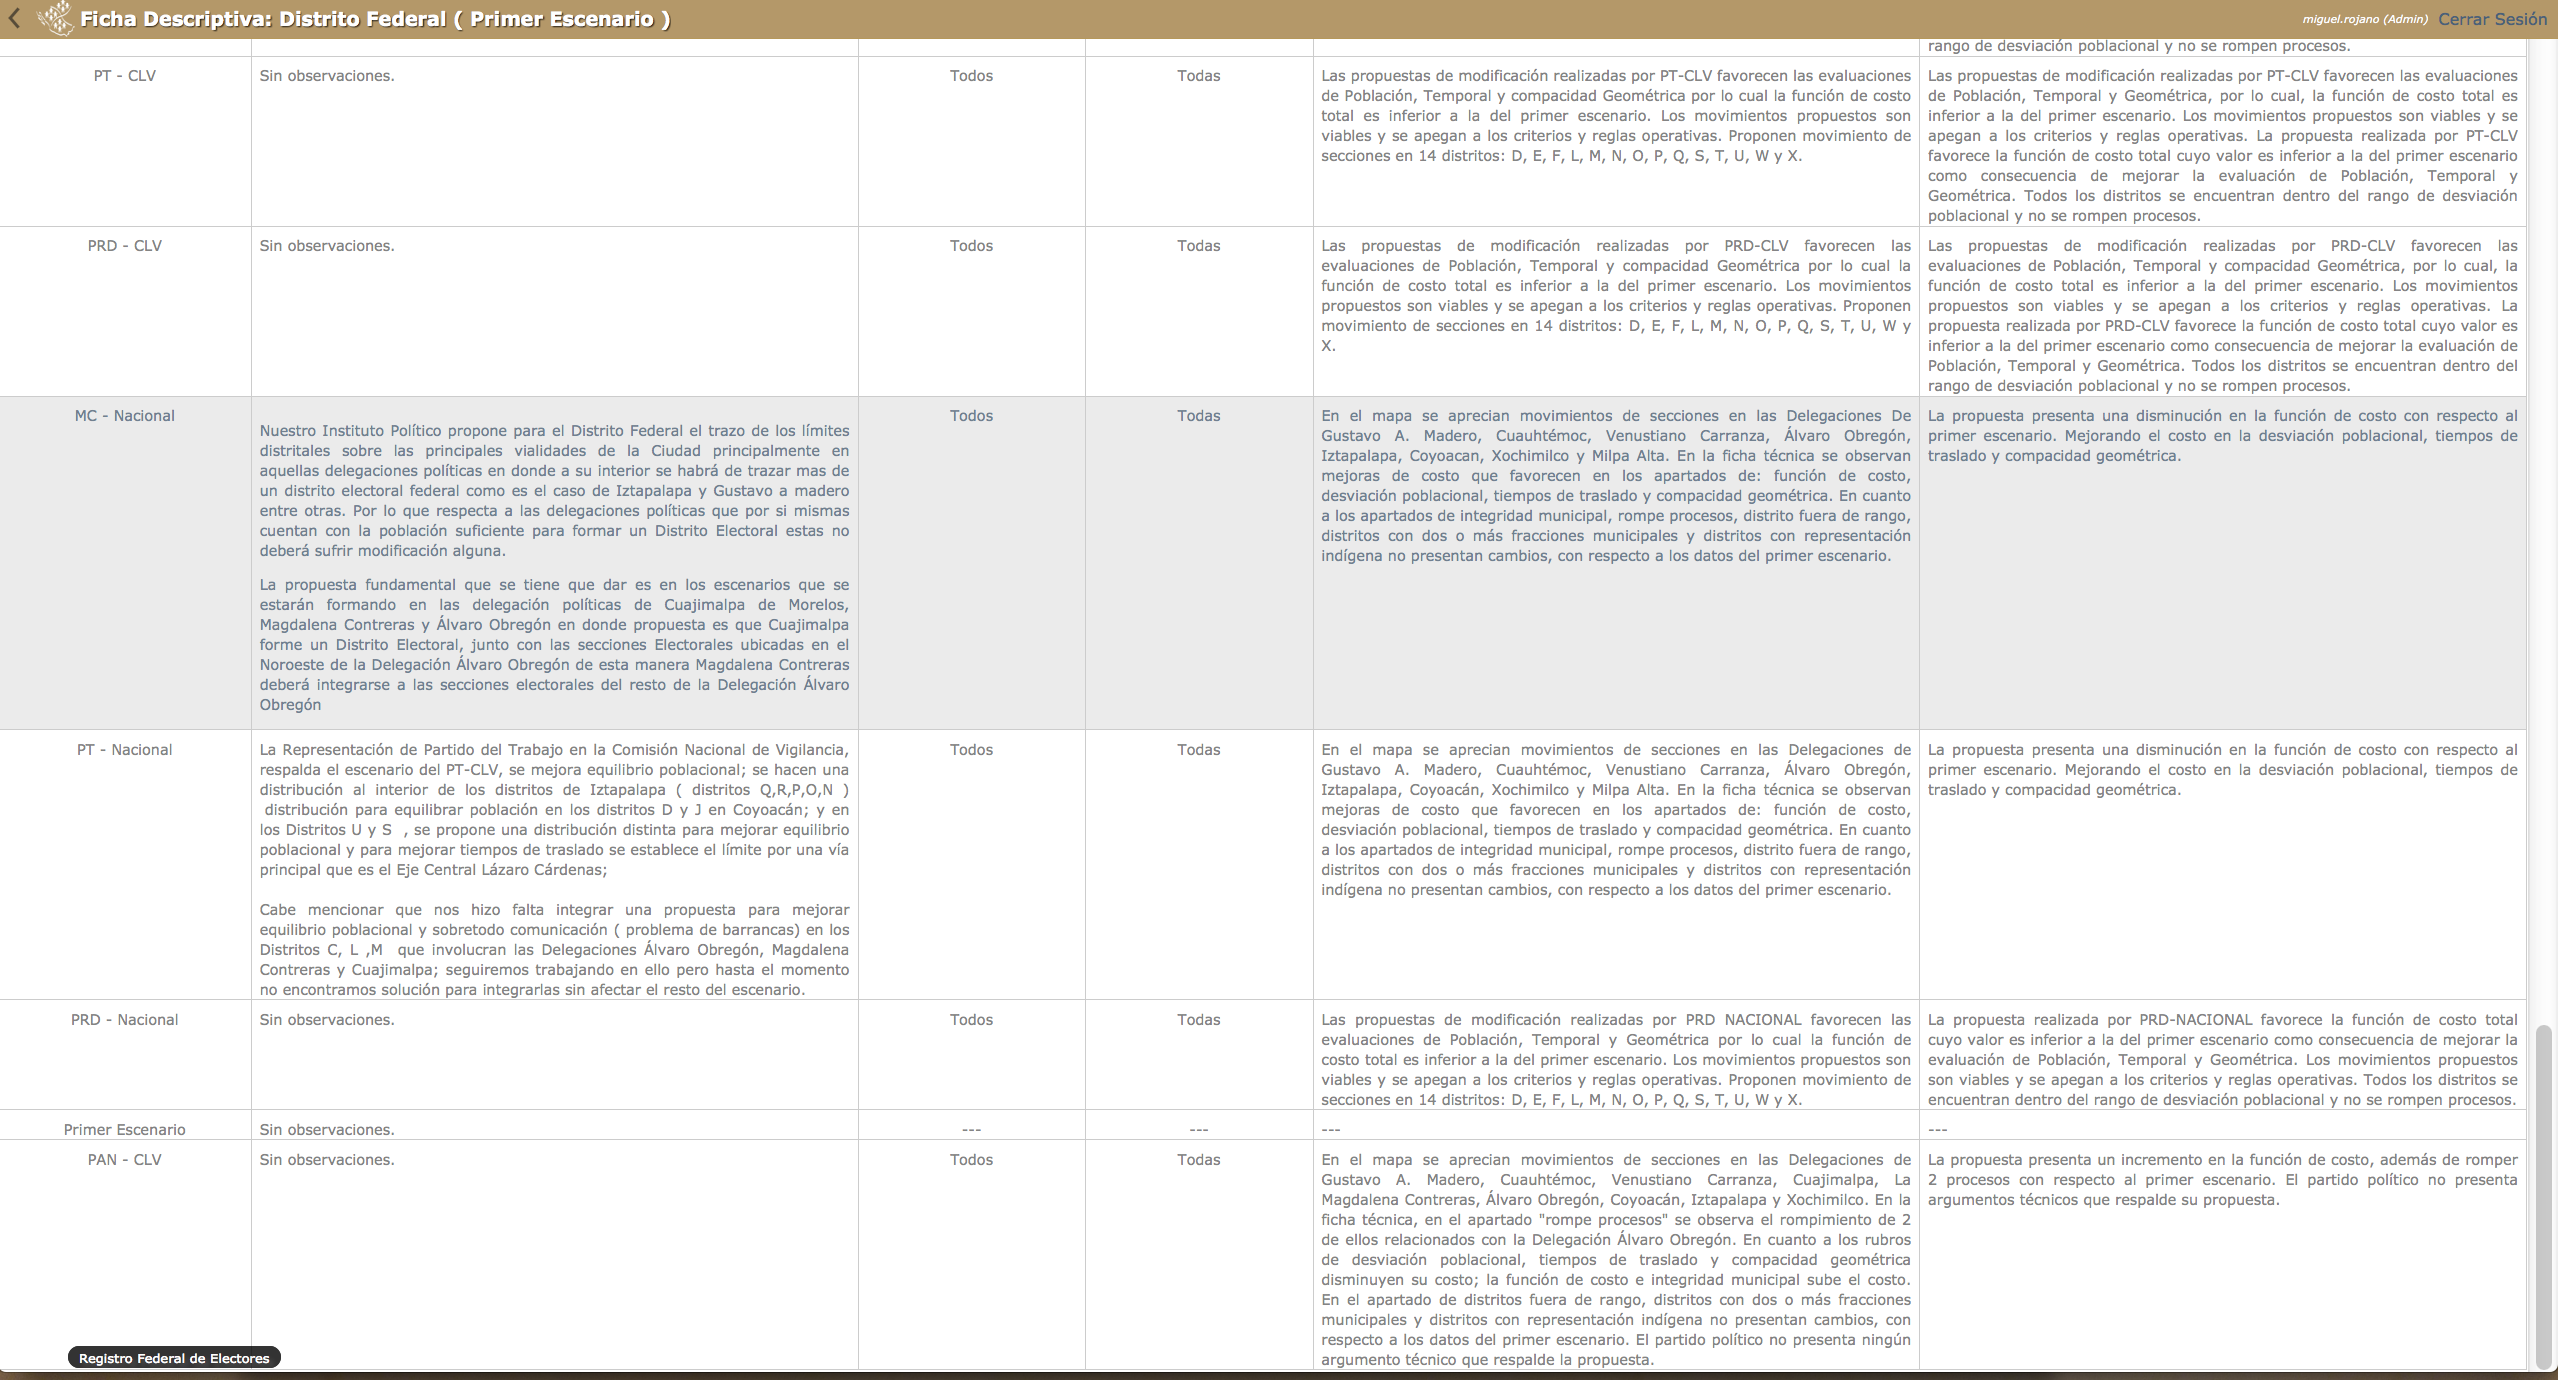 Ficha Descriptiva: Distrito Federal ( Primer Escenario )
miguel.rojano (Admin) Cerrar Sesión
rango de desviación poblacional y no se rompen procesos.
PT - CLV
Sin observaciones.
Todos
Todas
Las propuestas de modificación realizadas por PT-CLV favorecen las evaluaciones
de Población, Temporal y compacidad Geométrica por lo cual la función de costo
total es inferior a la del primer escenario. Los movimientos propuestos son
viables y se apegan a los criterios y reglas operativas. Proponen movimiento de
secciones en 14 distritos: D, E, F, L, M, N, O, P, Q, S, T, U, W y X.
Las propuestas de modificación realizadas por PT-CLV favorecen las evaluaciones
de Población, Temporal y Geométrica, por lo cual, la función de costo total es
inferior a la del primer escenario. Los movimientos propuestos son viables y se
apegan a los criterios y reglas operativas. La propuesta realizada por PT-CLV
favorece la función de costo total cuyo valor es inferior a la del primer escenario
como consecuencia de mejorar la evaluación de Población, Temporal y
Geométrica. Todos los distritos se encuentran dentro del rango de desviación
poblacional y no se rompen procesos.
PRD - CLV
Sin observaciones.
Todos
Todas
Las propuestas de modificación realizadas por PRD-CLV favorecen las
evaluaciones de Población, Temporal y compacidad Geométrica por lo cual la
función de costo total es inferior a la del primer escenario. Los movimientos
propuestos son viables y se apegan a los criterios y reglas operativas. Proponen
movimiento de secciones en 14 distritos: D, E, F, L, M, N, O, P, Q, S, T, U, W y
X.
Las propuestas de modificación realizadas por PRD-CLV favorecen las
evaluaciones de Población, Temporal y compacidad Geométrica, por lo cual, la
función de costo total es inferior a la del primer escenario. Los movimientos
propuestos son viables y se apegan a los criterios y reglas operativas. La
propuesta realizada por PRD-CLV favorece la función de costo total cuyo valor es
inferior a la del primer escenario como consecuencia de mejorar la evaluación de
Población, Temporal y Geométrica. Todos los distritos se encuentran dentro del
rango de desviación poblacional y no se rompen procesos.
MC - Nacional
Nuestro Instituto Político propone para el Distrito Federal el trazo de los límites
distritales sobre las principales vialidades de la Ciudad principalmente en
aquellas delegaciones políticas en donde a su interior se habrá de trazar mas de
un distrito electoral federal como es el caso de Iztapalapa y Gustavo a madero
entre otras. Por lo que respecta a las delegaciones políticas que por si mismas
cuentan con la población suficiente para formar un Distrito Electoral estas no
deberá sufrir modificación alguna.
La propuesta fundamental que se tiene que dar es en los escenarios que se
estarán formando en las delegación políticas de Cuajimalpa de Morelos,
Magdalena Contreras y Álvaro Obregón en donde propuesta es que Cuajimalpa
forme un Distrito Electoral, junto con las secciones Electorales ubicadas en el
Noroeste de la Delegación Álvaro Obregón de esta manera Magdalena Contreras
deberá integrarse a las secciones electorales del resto de la Delegación Álvaro
Obregón
Todos
Todas
En el mapa se aprecian movimientos de secciones en las Delegaciones De
Gustavo A. Madero, Cuauhtémoc, Venustiano Carranza, Álvaro Obregón,
Iztapalapa, Coyoacan, Xochimilco y Milpa Alta. En la ficha técnica se observan
mejoras de costo que favorecen en los apartados de: función de costo,
desviación poblacional, tiempos de traslado y compacidad geométrica. En cuanto
a los apartados de integridad municipal, rompe procesos, distrito fuera de rango,
distritos con dos o más fracciones municipales y distritos con representación
indígena no presentan cambios, con respecto a los datos del primer escenario.
La propuesta presenta una disminución en la función de costo con respecto al
primer escenario. Mejorando el costo en la desviación poblacional, tiempos de
traslado y compacidad geométrica.
PT - Nacional
La Representación de Partido del Trabajo en la Comisión Nacional de Vigilancia,
respalda el escenario del PT-CLV, se mejora equilibrio poblacional; se hacen una
distribución al interior de los distritos de Iztapalapa ( distritos Q,R,P,O,N )
distribución para equilibrar población en los distritos D y J en Coyoacán; y en
los Distritos U y S , se propone una distribución distinta para mejorar equilibrio
poblacional y para mejorar tiempos de traslado se establece el límite por una vía
principal que es el Eje Central Lázaro Cárdenas;
Cabe mencionar que nos hizo falta integrar una propuesta para mejorar
equilibrio poblacional y sobretodo comunicación ( problema de barrancas) en los
Distritos C, L ,M que involucran las Delegaciones Álvaro Obregón, Magdalena
Contreras y Cuajimalpa; seguiremos trabajando en ello pero hasta el momento
no encontramos solución para integrarlas sin afectar el resto del escenario.
Todos
Todas
En el mapa se aprecian movimientos de secciones en las Delegaciones de
Gustavo A. Madero, Cuauhtémoc, Venustiano Carranza, Álvaro Obregón,
Iztapalapa, Coyoacán, Xochimilco y Milpa Alta. En la ficha técnica se observan
mejoras de costo que favorecen en los apartados de: función de costo,
desviación poblacional, tiempos de traslado y compacidad geométrica. En cuanto
a los apartados de integridad municipal, rompe procesos, distrito fuera de rango,
distritos con dos o más fracciones municipales y distritos con representación
indígena no presentan cambios, con respecto a los datos del primer escenario.
La propuesta presenta una disminución en la función de costo con respecto al
primer escenario. Mejorando el costo en la desviación poblacional, tiempos de
traslado y compacidad geométrica.
PRD - Nacional
Sin observaciones.
Todos
Todas
Las propuestas de modificación realizadas por PRD NACIONAL favorecen las
evaluaciones de Población, Temporal y Geométrica por lo cual la función de
costo total es inferior a la del primer escenario. Los movimientos propuestos son
viables y se apegan a los criterios y reglas operativas. Proponen movimiento de
secciones en 14 distritos: D, E, F, L, M, N, O, P, Q, S, T, U, W y X.
La propuesta realizada por PRD-NACIONAL favorece la función de costo total
cuyo valor es inferior a la del primer escenario como consecuencia de mejorar la
evaluación de Población, Temporal y Geométrica. Los movimientos propuestos
son viables y se apegan a los criterios y reglas operativas. Todos los distritos se
encuentran dentro del rango de desviación poblacional y no se rompen procesos.
Primer Escenario
Sin observaciones.
---
---
---
---
PAN - CLV
Sin observaciones.
Todos
Todas
En el mapa se aprecian movimientos de secciones en las Delegaciones de
Gustavo A. Madero, Cuauhtémoc, Venustiano Carranza, Cuajimalpa, La
Magdalena Contreras, Álvaro Obregón, Coyoacán, Iztapalapa y Xochimilco. En la
ficha técnica, en el apartado "rompe procesos" se observa el rompimiento de 2
de ellos relacionados con la Delegación Álvaro Obregón. En cuanto a los rubros
de desviación poblacional, tiempos de traslado y compacidad geométrica
disminuyen su costo; la función de costo e integridad municipal sube el costo.
En el apartado de distritos fuera de rango, distritos con dos o más fracciones
municipales y distritos con representación indígena no presentan cambios, con
respecto a los datos del primer escenario. El partido político no presenta ningún
argumento técnico que respalde la propuesta.
La propuesta presenta un incremento en la función de costo, además de romper
2 procesos con respecto al primer escenario. El partido político no presenta
argumentos técnicos que respalde su propuesta.
Registro Federal de Electores